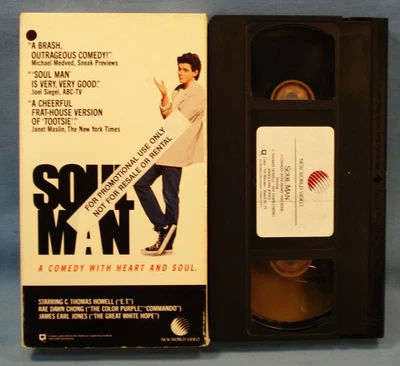 "A BRASH,
OUTRAGEOUS COMEDY!"
Michael Medved, Sneak Previews
"'SOUL MAN'
IS VERY, VERY GOOD."
Joel Siegel, ABC-TV
"A CHEERFUL
FRAT-HOUSE VERSION
OF 'TOOTSIE'."
Janet Maslin, The New York Times
FOR PROMOTIONAL USE ONLY
NOT FOR RESALE OR RENTAL
SOUL
MAN
A COMEDY WITH HEART AND SOUL.
STARRING C. THOMAS HOWELL ("E.T.")
RAE DAWN CHONG ("THE COLOR PURPLE," "COMMANDO")
JAMES EARL JONES ("THE GREAT WHITE HOPE")
NEW WORLD VIDEO
NEW WORLD VIDEO
SOUL MAN